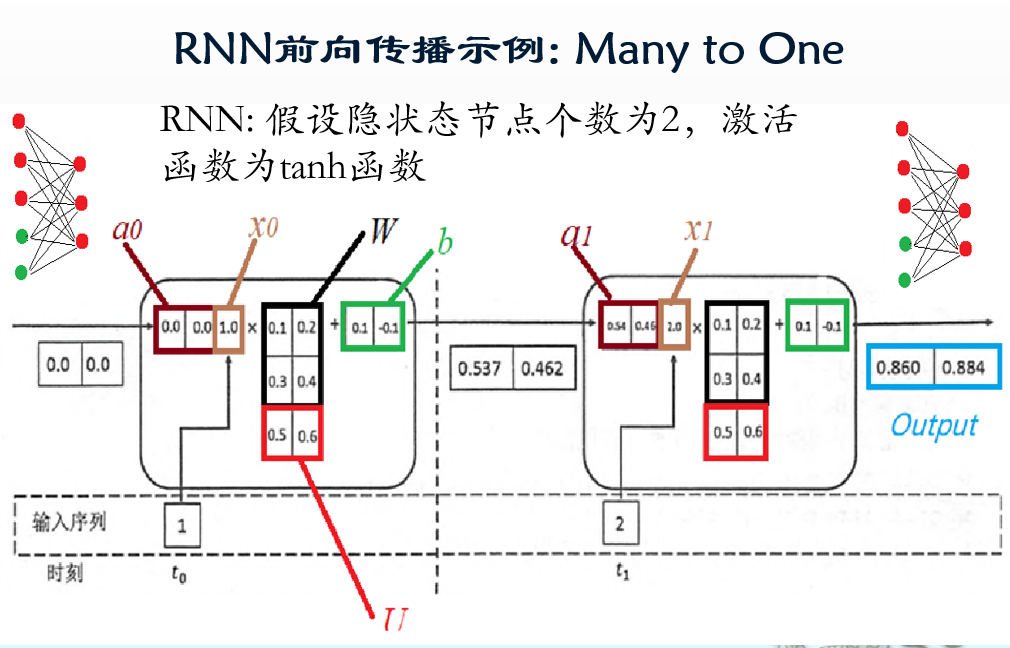 RNN前向传播示例: Many to One
RNN: 假设隐状态节点个数为2，激活
函数为tanh函数
a0 x0 W b a1 x1
0.0 0.0 1.0 × 0.1 0.2 + 0.1 -0.1 0.54 0.46 2.0 × 0.1 0.2 + 0.1 -0.1
0.0 0.0 0.3 0.4 0.537 0.462 0.3 0.4 0.860 0.884
0.5 0.6 0.5 0.6 Output
输入序列 1 2
时刻 t0 t1
U